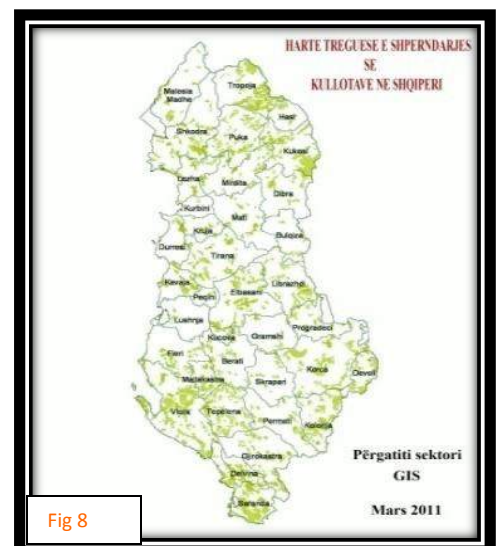 HARTE TREGUESE E SHPERNDARJES
SE
KULLOTAVE NE SHQIPERI
Malesia
Madhe
Tropoja
Hasi
Shkodra
Puka
Kukesi
Lezha
Mirdita
Dibra
Kurbini
Mati
Kruja
Bulqiza
Durresi
Tirana
Kavaja
Elbasani
Librazhdi
Peqini
Lushnja
Kucova
Gramshi
Progradeci
Fieri
Berati
Korca
Devoli
Mallakastra
Skrapari
Vlora
Tepelena
Permeti
Kolonja
Gjirokastra
Delvina
Saranda
Përgatiti sektori
GIS
Mars 2011
Fig 8